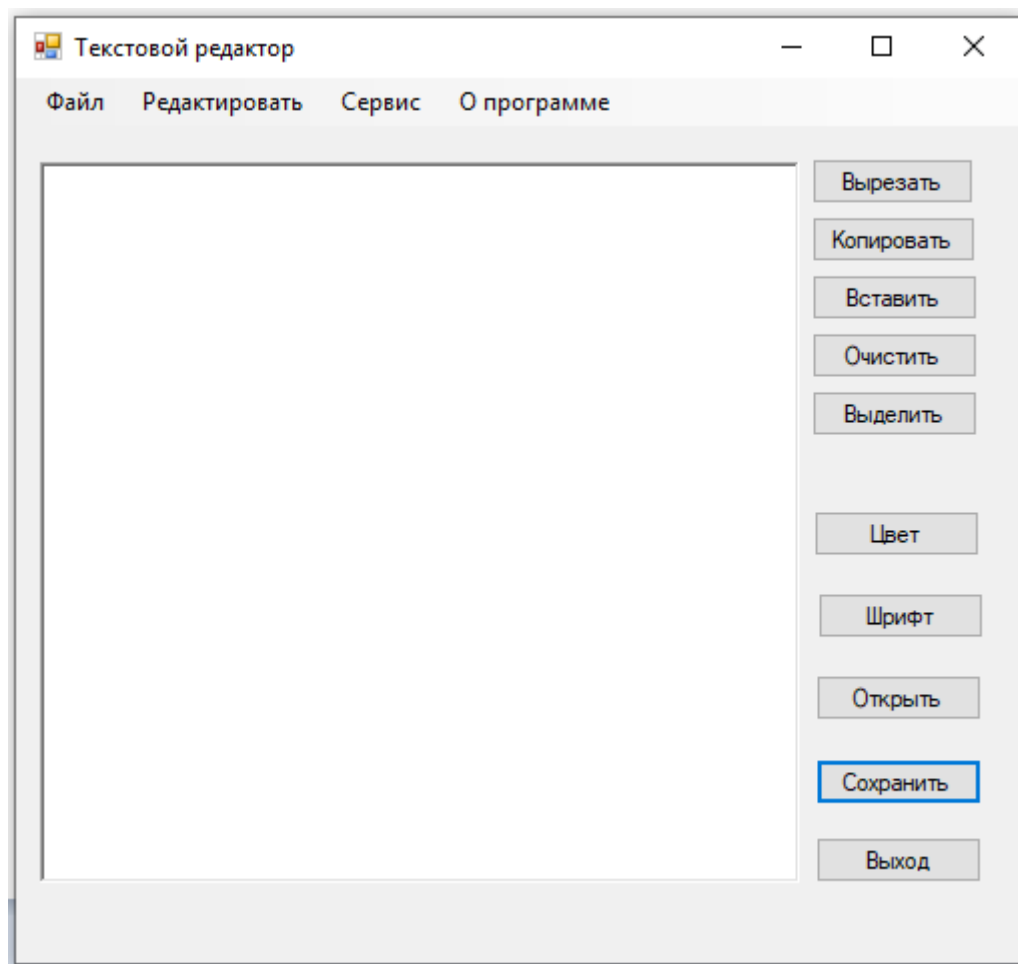 Текстовой редактор
Файл Редактировать Сервис О программе
Вырезать
Копировать
Вставить
Очистить
Выделить
Цвет
Шрифт
Открыть
Сохранить
Выход